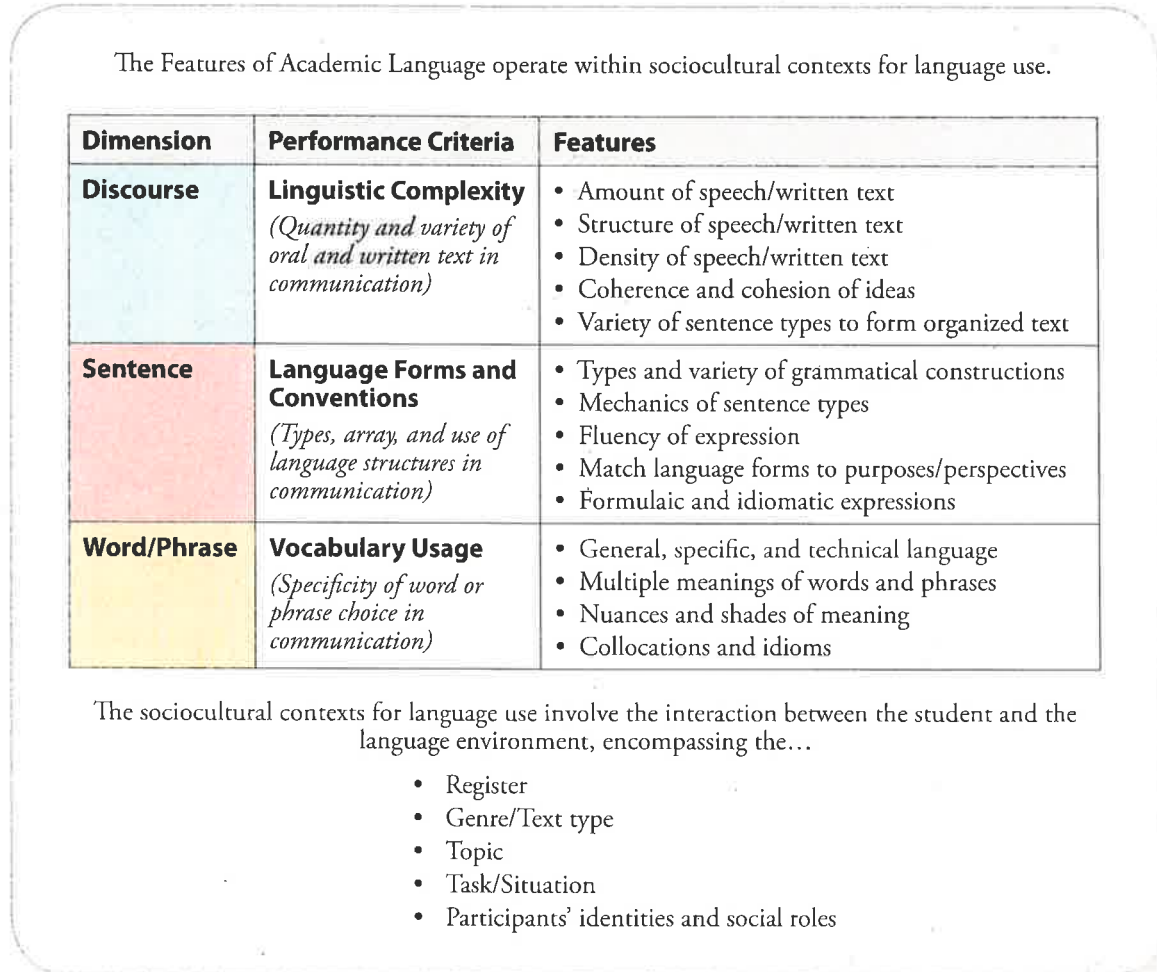 The Features of Academic Language operate within sociocultural contexts for language use.
Dimension
Performance Criteria
Features
Discourse
Linguistic Complexity
(Quantity and variety of
oral and written text in
communication)
• Amount of speech/written text
• Structure of speech/written text
• Density of speech/written text
• Coherence and cohesion of ideas
• Variety of sentence types to form organized text
Sentence
Language Forms and
Conventions
(Types, array, and use of
language structures in
communication)
• Types and variety of grammatical constructions
• Mechanics of sentence types
• Fluency of expression
• Match language forms to purposes/perspectives
• Formulaic and idiomatic expressions
Word/Phrase
Vocabulary Usage
(Specificity of word or
phrase choice in
communication)
• General, specific, and technical language
• Multiple meanings of words and phrases
• Nuances and shades of meaning
• Collocations and idioms
The sociocultural contexts for language use involve the interaction between the student and the
language environment, encompassing the…
• Register
• Genre/Text type
• Topic
• Task/Situation
• Participants' identities and social roles